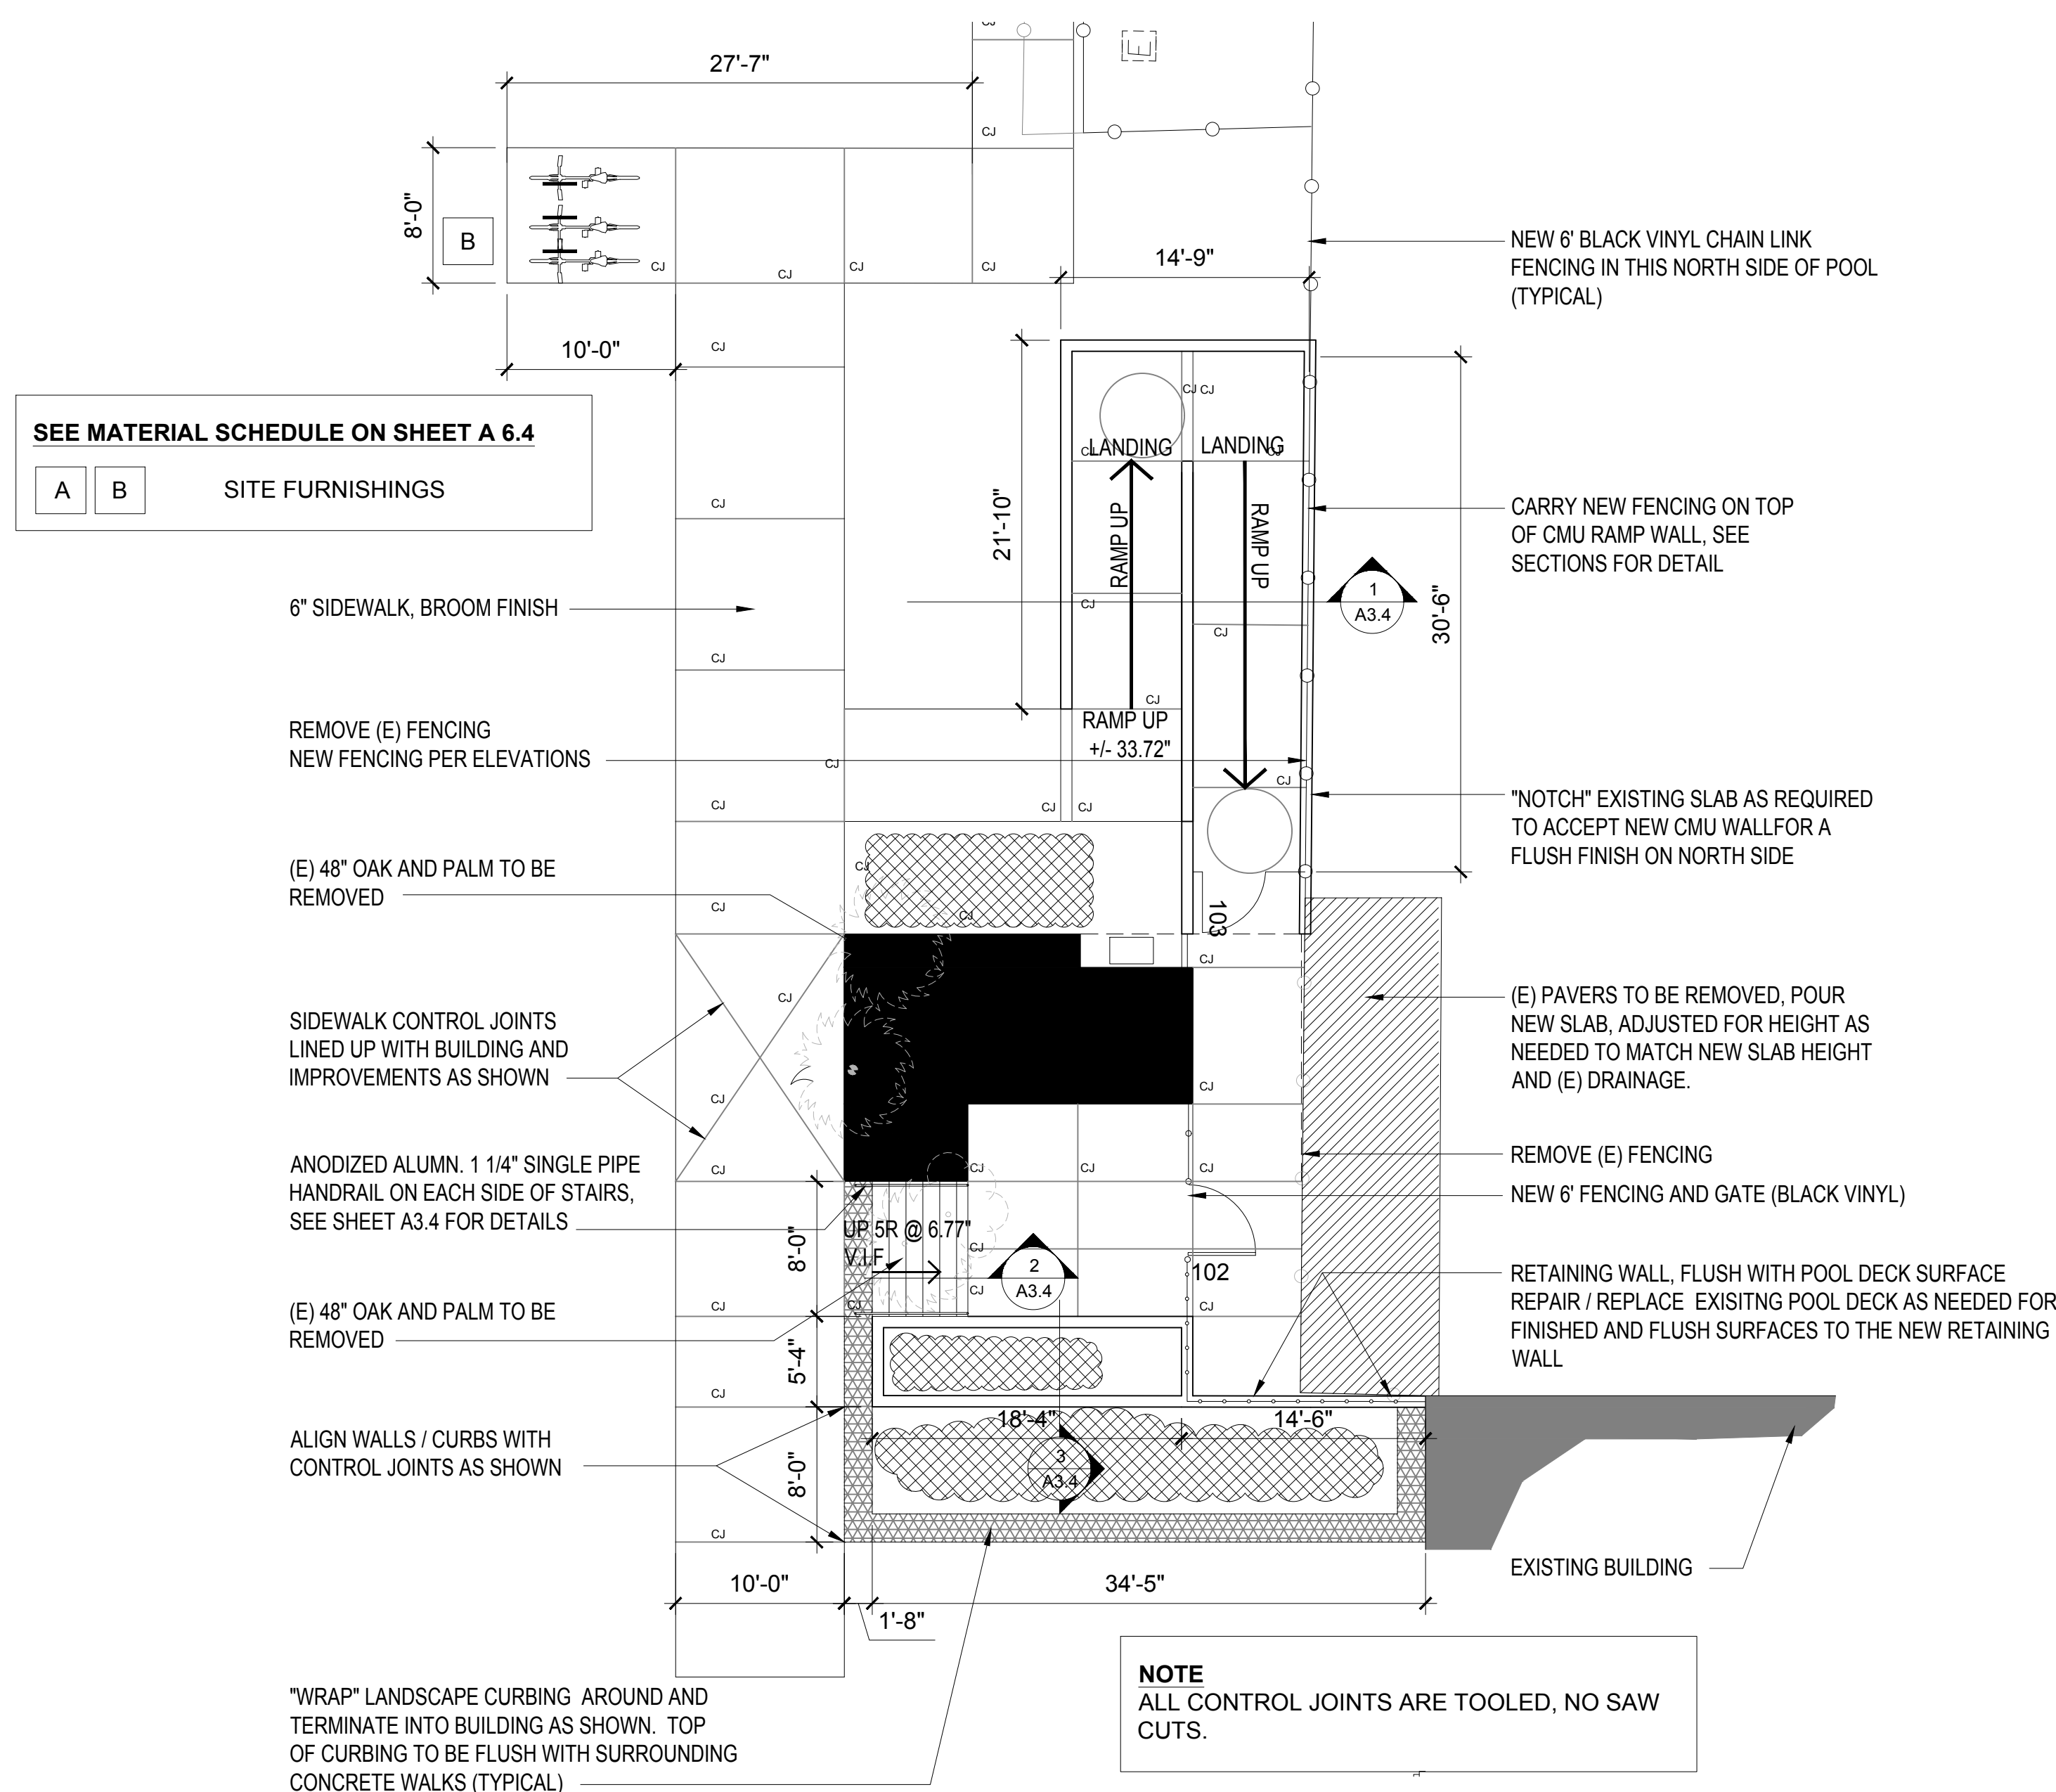 CJ
E
27'-7"
CJ
8'-0"
B
CJ
CJ
CJ
CJ
14'-9"
NEW 6' BLACK VINYL CHAIN LINK
FENCING IN THIS NORTH SIDE OF POOL
(TYPICAL)
10'-0"
CJ
CJ CJ
SEE MATERIAL SCHEDULE ON SHEET A 6.4
A B SITE FURNISHINGS
CJ
LANDING
LANDING
CJ
CJ
21'-10"
RAMP UP
RAMP UP
CARRY NEW FENCING ON TOP
OF CMU RAMP WALL, SEE
SECTIONS FOR DETAIL
6" SIDEWALK, BROOM FINISH
CJ
1
A3.4
30'-6"
CJ
CJ
CJ
REMOVE (E) FENCING
NEW FENCING PER ELEVATIONS
RAMP UP
+/- 33.72"
CJ
CJ
CJ
CJ
CJ
CJ
"NOTCH" EXISTING SLAB AS REQUIRED
TO ACCEPT NEW CMU WALLFOR A
FLUSH FINISH ON NORTH SIDE
(E) 48" OAK AND PALM TO BE
REMOVED
CJ
CJ
CJ
103
CJ
SIDEWALK CONTROL JOINTS
LINED UP WITH BUILDING AND
IMPROVEMENTS AS SHOWN
CJ
CJ
CJ
(E) PAVERS TO BE REMOVED, POUR
NEW SLAB, ADJUSTED FOR HEIGHT AS
NEEDED TO MATCH NEW SLAB HEIGHT
AND (E) DRAINAGE.
ANODIZED ALUMN. 1 1/4" SINGLE PIPE
HANDRAIL ON EACH SIDE OF STAIRS,
SEE SHEET A3.4 FOR DETAILS
CJ
CJ
CJ
CJ
REMOVE (E) FENCING
NEW 6' FENCING AND GATE (BLACK VINYL)
8'-0"
UP 5R @ 6.77"
V.I.F.
CJ
CJ
2
A3.4
102
CJ
CJ
CJ
RETAINING WALL, FLUSH WITH POOL DECK SURFACE
REPAIR / REPLACE EXISITNG POOL DECK AS NEEDED FOR
FINISHED AND FLUSH SURFACES TO THE NEW RETAINING
WALL
(E) 48" OAK AND PALM TO BE
REMOVED
5'-4"
CJ
18'-4"
14'-6"
ALIGN WALLS / CURBS WITH
CONTROL JOINTS AS SHOWN
8'-0"
3
A3.4
CJ
EXISTING BUILDING
10'-0"
34'-5"
1'-8"
"WRAP" LANDSCAPE CURBING AROUND AND
TERMINATE INTO BUILDING AS SHOWN. TOP
OF CURBING TO BE FLUSH WITH SURROUNDING
CONCRETE WALKS (TYPICAL)
NOTE
ALL CONTROL JOINTS ARE TOOLED, NO SAW
CUTS.